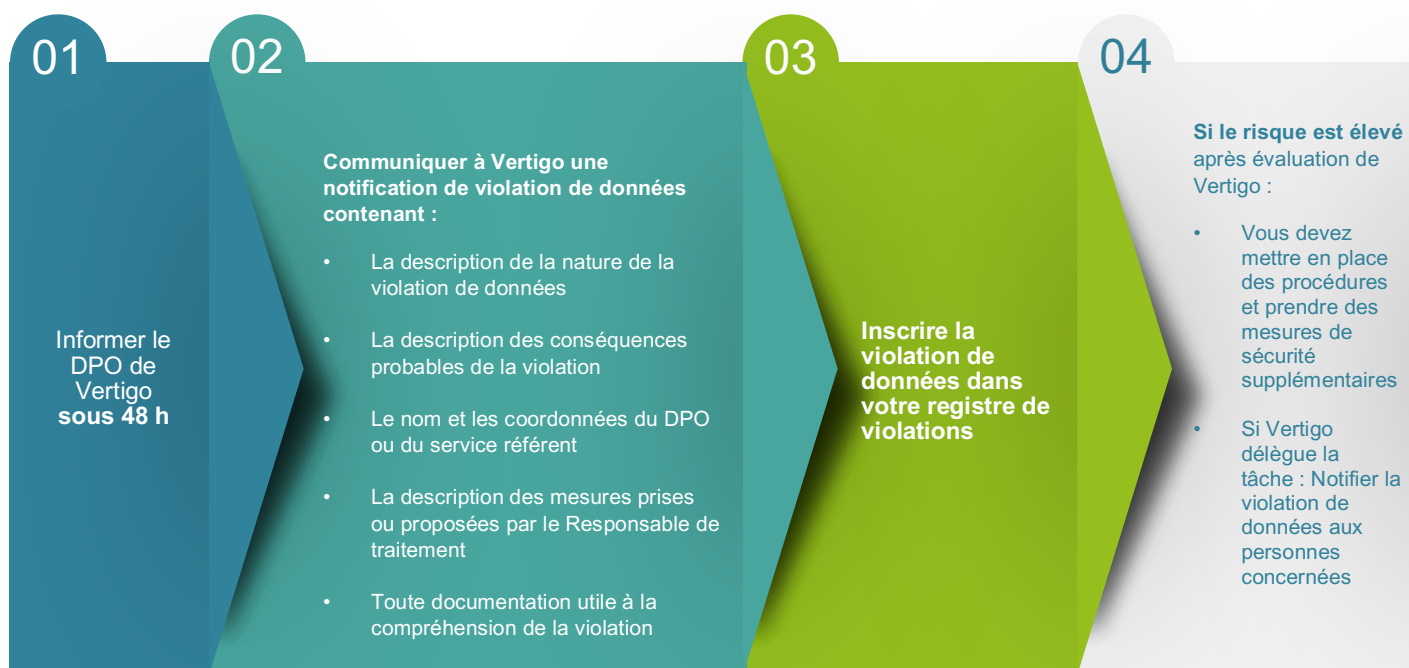 01
Informer le
DPO de
Vertigo
sous 48 h
02
Communiquer à Vertigo une
notification de violation de données
contenant :
• La description de la nature de la
violation de données
• La description des conséquences
probables de la violation
• Le nom et les coordonnées du DPO
ou du service référent
• La description des mesures prises
ou proposées par le Responsable de
traitement
• Toute documentation utile à la
compréhension de la violation
03
Inscrire la
violation de
données dans
votre registre de
violations
04
Si le risque est élevé
après évaluation de
Vertigo :
• Vous devez
mettre en place
des procédures
et prendre des
mesures de
sécurité
supplémentaires
• Si Vertigo
délègue la
tâche : Notifier la
violation de
données aux
personnes
concernées